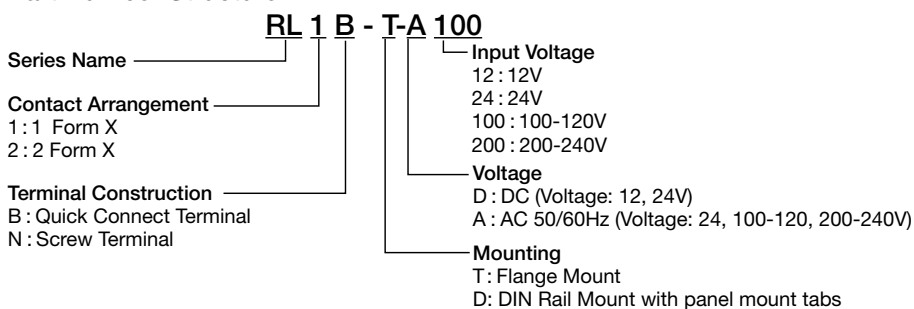 RL 1 B - T-A 100
Series Name
Contact Arrangement
1 : 1 Form X
2 : 2 Form X
Terminal Construction
B : Quick Connect Terminal
N : Screw Terminal
Input Voltage
12 : 12V
24 : 24V
100 : 100-120V
200 : 200-240V
Voltage
D : DC (Voltage: 12, 24V)
A : AC 50/60Hz (Voltage: 24, 100-120, 200-240V)
Mounting
T : Flange Mount
D: DIN Rail Mount with panel mount tabs